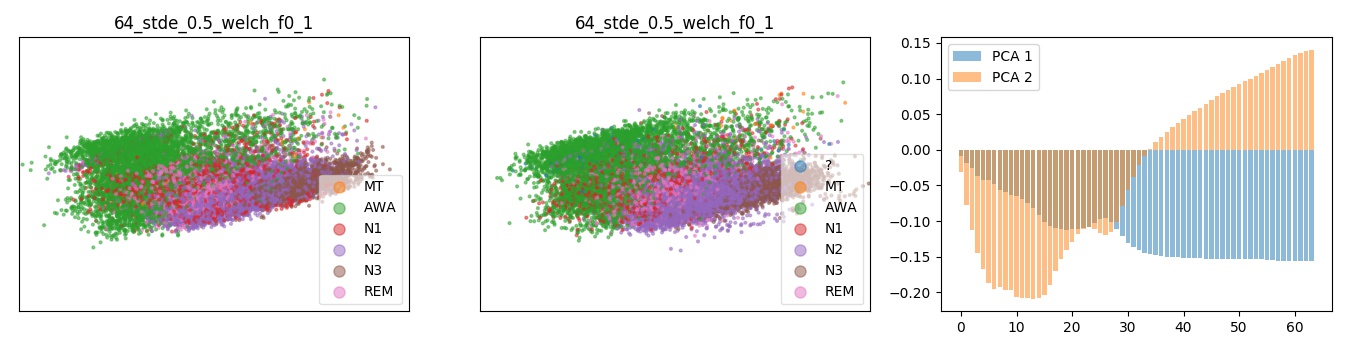 64_stde_0.5_welch_f0_1
MT
AWA
N1
N2
N3
REM
64_stde_0.5_welch_f0_1
?
MT
AWA
N1
N2
N3
REM
0.15
0.10
0.05
0.00
−0.05
−0.10
−0.15
−0.20
PCA 1
PCA 2
0 10 20 30 40 50 60